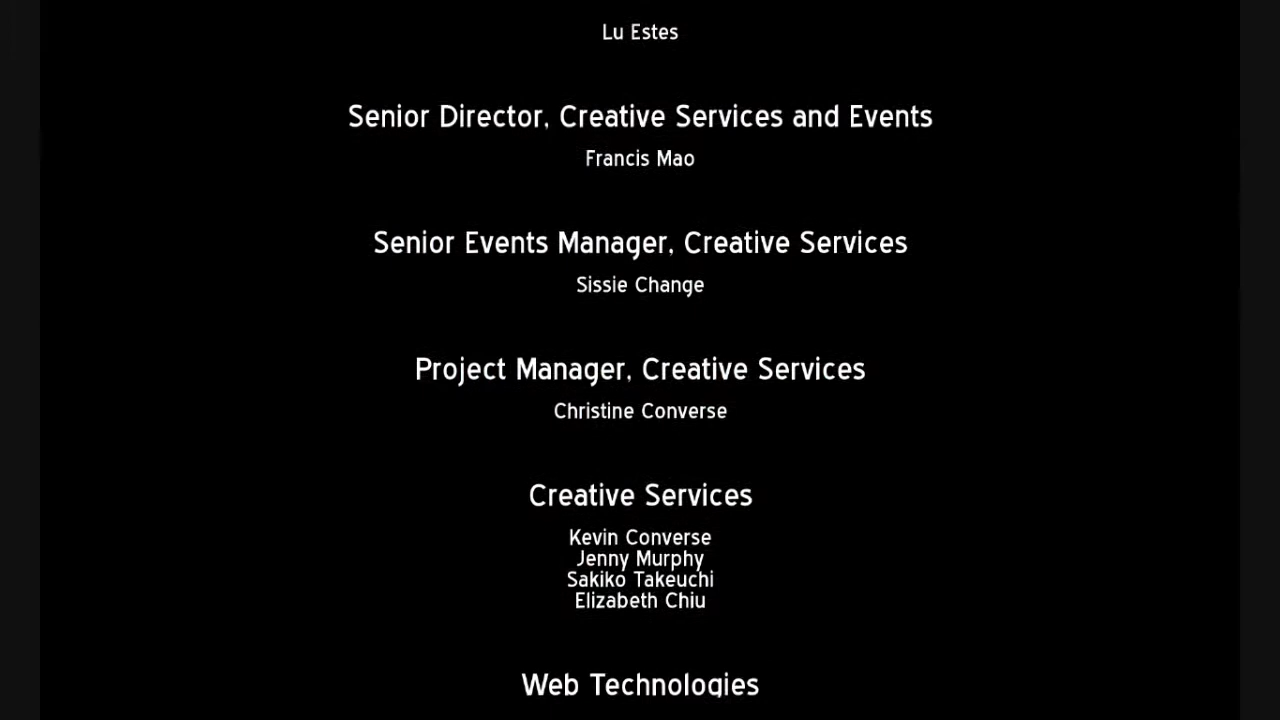 Lu Estes
Senior Director, Creative Services and Events
Francis Mao
Senior Events Manager, Creative Services
Sissie Change
Project Manager, Creative Services
Christine Converse
Creative Services
Kevin Converse
Jenny Murphy
Sakiko Takeuchi
Elizabeth Chiu
Web Technologies